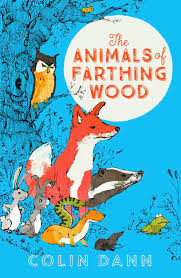 The
ANIMALS of
FARTHING
WOOD
COLIN DANN